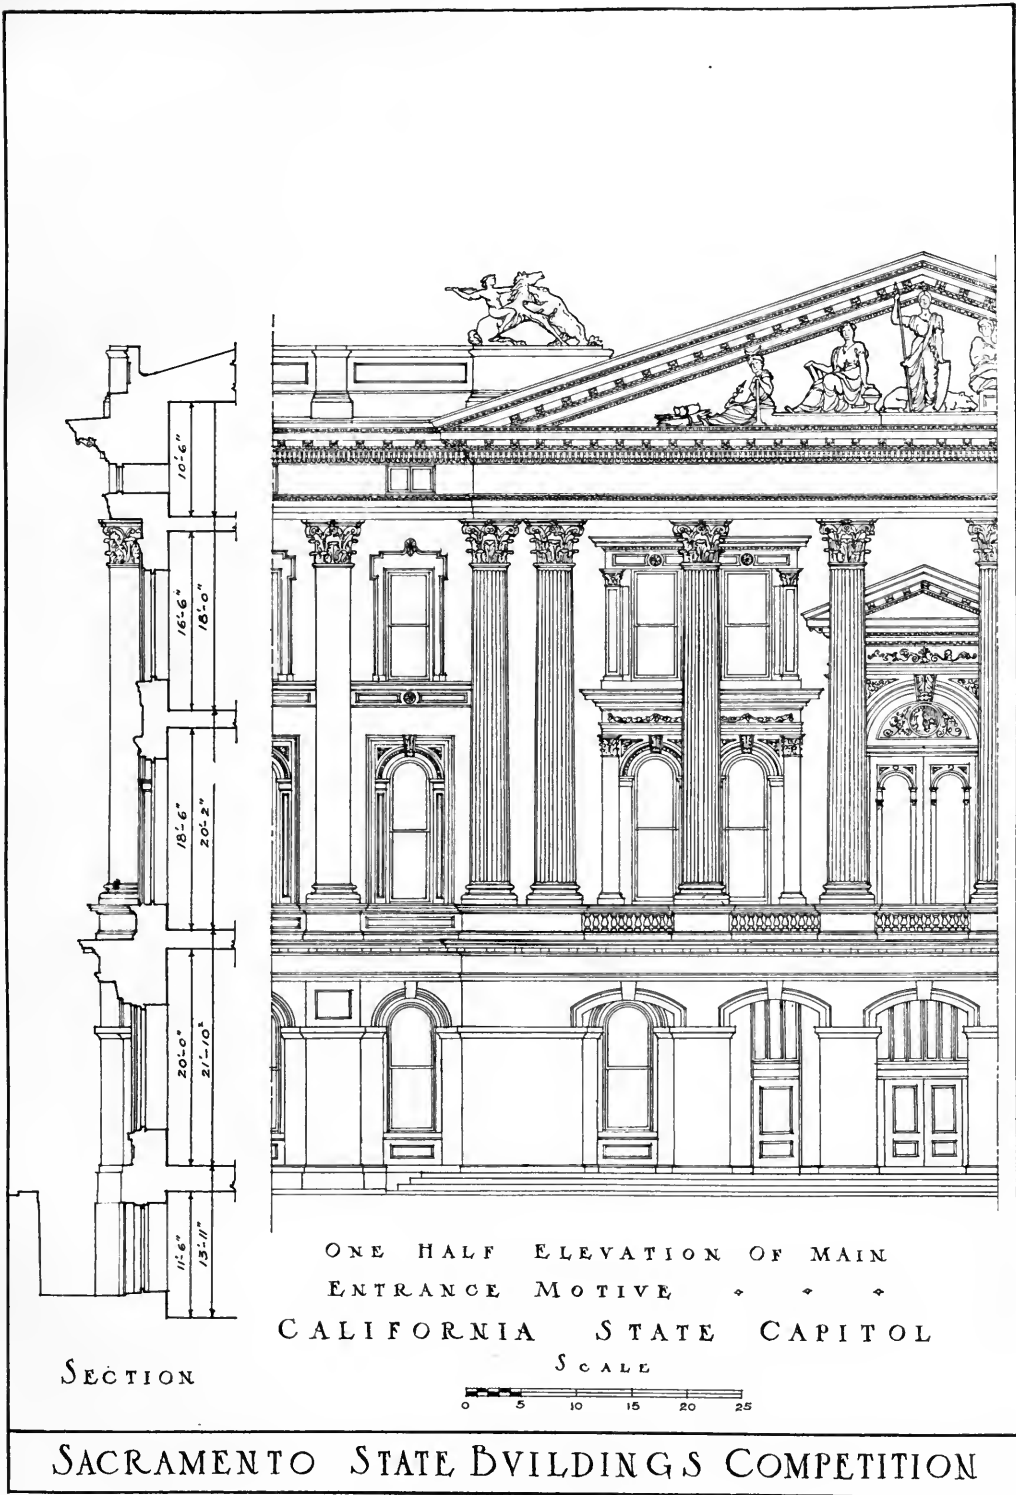 10'-6"
16'-6"
18'-0"
18'-6"
20'-2"
20'-0"
21'-10²
11'-6"
13'-11"
ONE HALF ELEVATION OF MAIN
ENTRANCE MOTIVE
CALIFORNIA STATE CAPITOL
SCALE
0 5 10 15 20 25
SECTION
SACRAMENTO STATE BVILDINGS COMPETITION